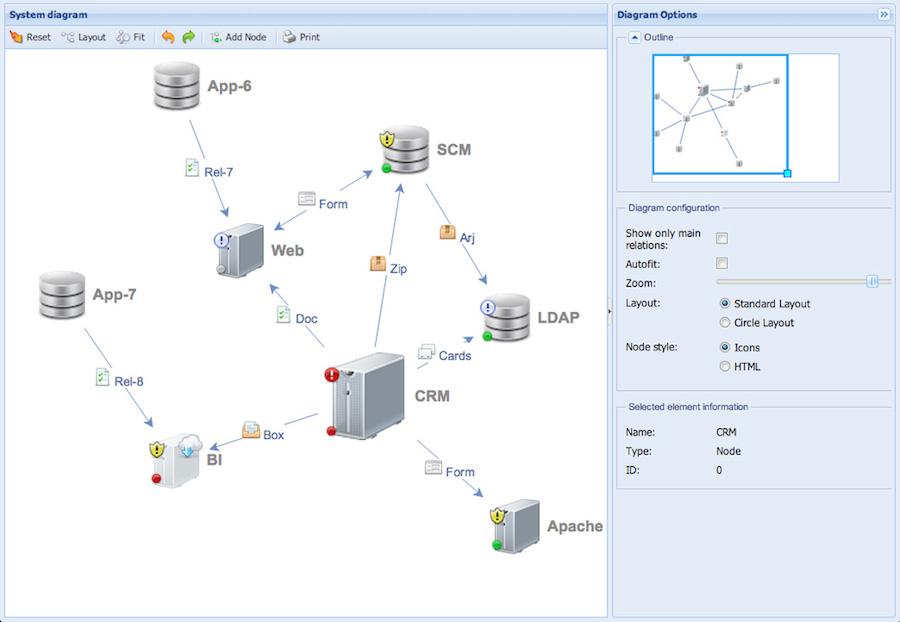 System diagram
Reset Layout Fit Add Node Print
App-6
SCM
Rel-7
Form
Web
Arj
Zip
App-7
Doc
LDAP
Cards
Rel-8
CRM
Box
BI
Form
Apache
Diagram Options
Outline
Diagram configuration
Show only main
relations:
Autofit:
Zoom:
Layout: Standard Layout
Circle Layout
Node style: Icons
HTML
Selected element information
Name: CRM
Type: Node
ID: 0